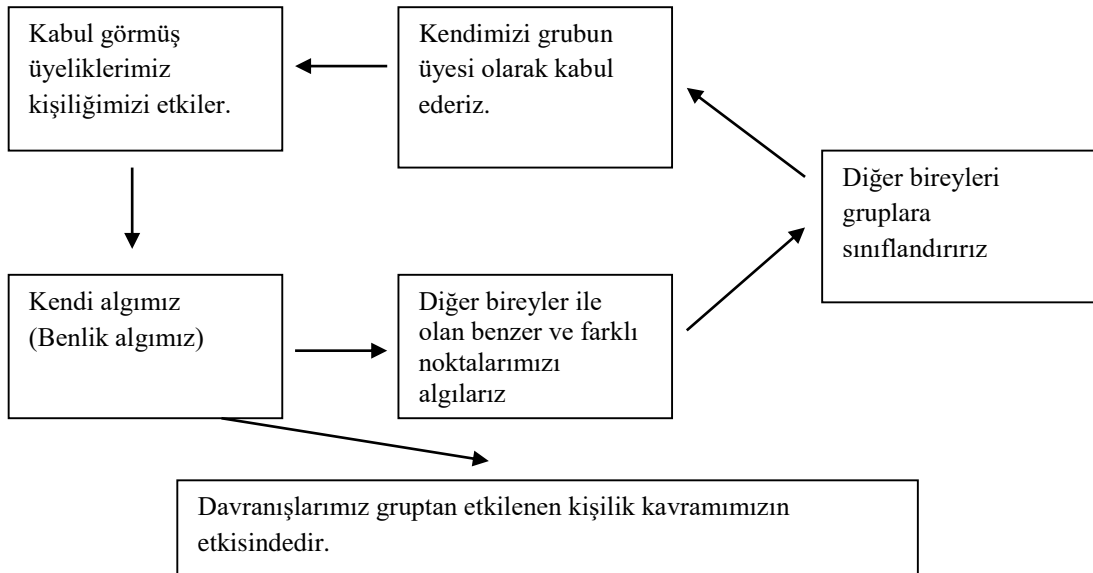 Kabul görmüş
üyeliklerimiz
kişiliğimizi etkiler.
Kendimizi grubun
üyesi olarak kabul
ederiz.
Diğer bireyleri
gruplara
sınıflandırırız
Kendi algımız
(Benlik algımız)
Diğer bireyler ile
olan benzer ve farklı
noktalarımızı
algılarız
Davranışlarımız gruptan etkilenen kişilik kavramımızın
etkisindedir.